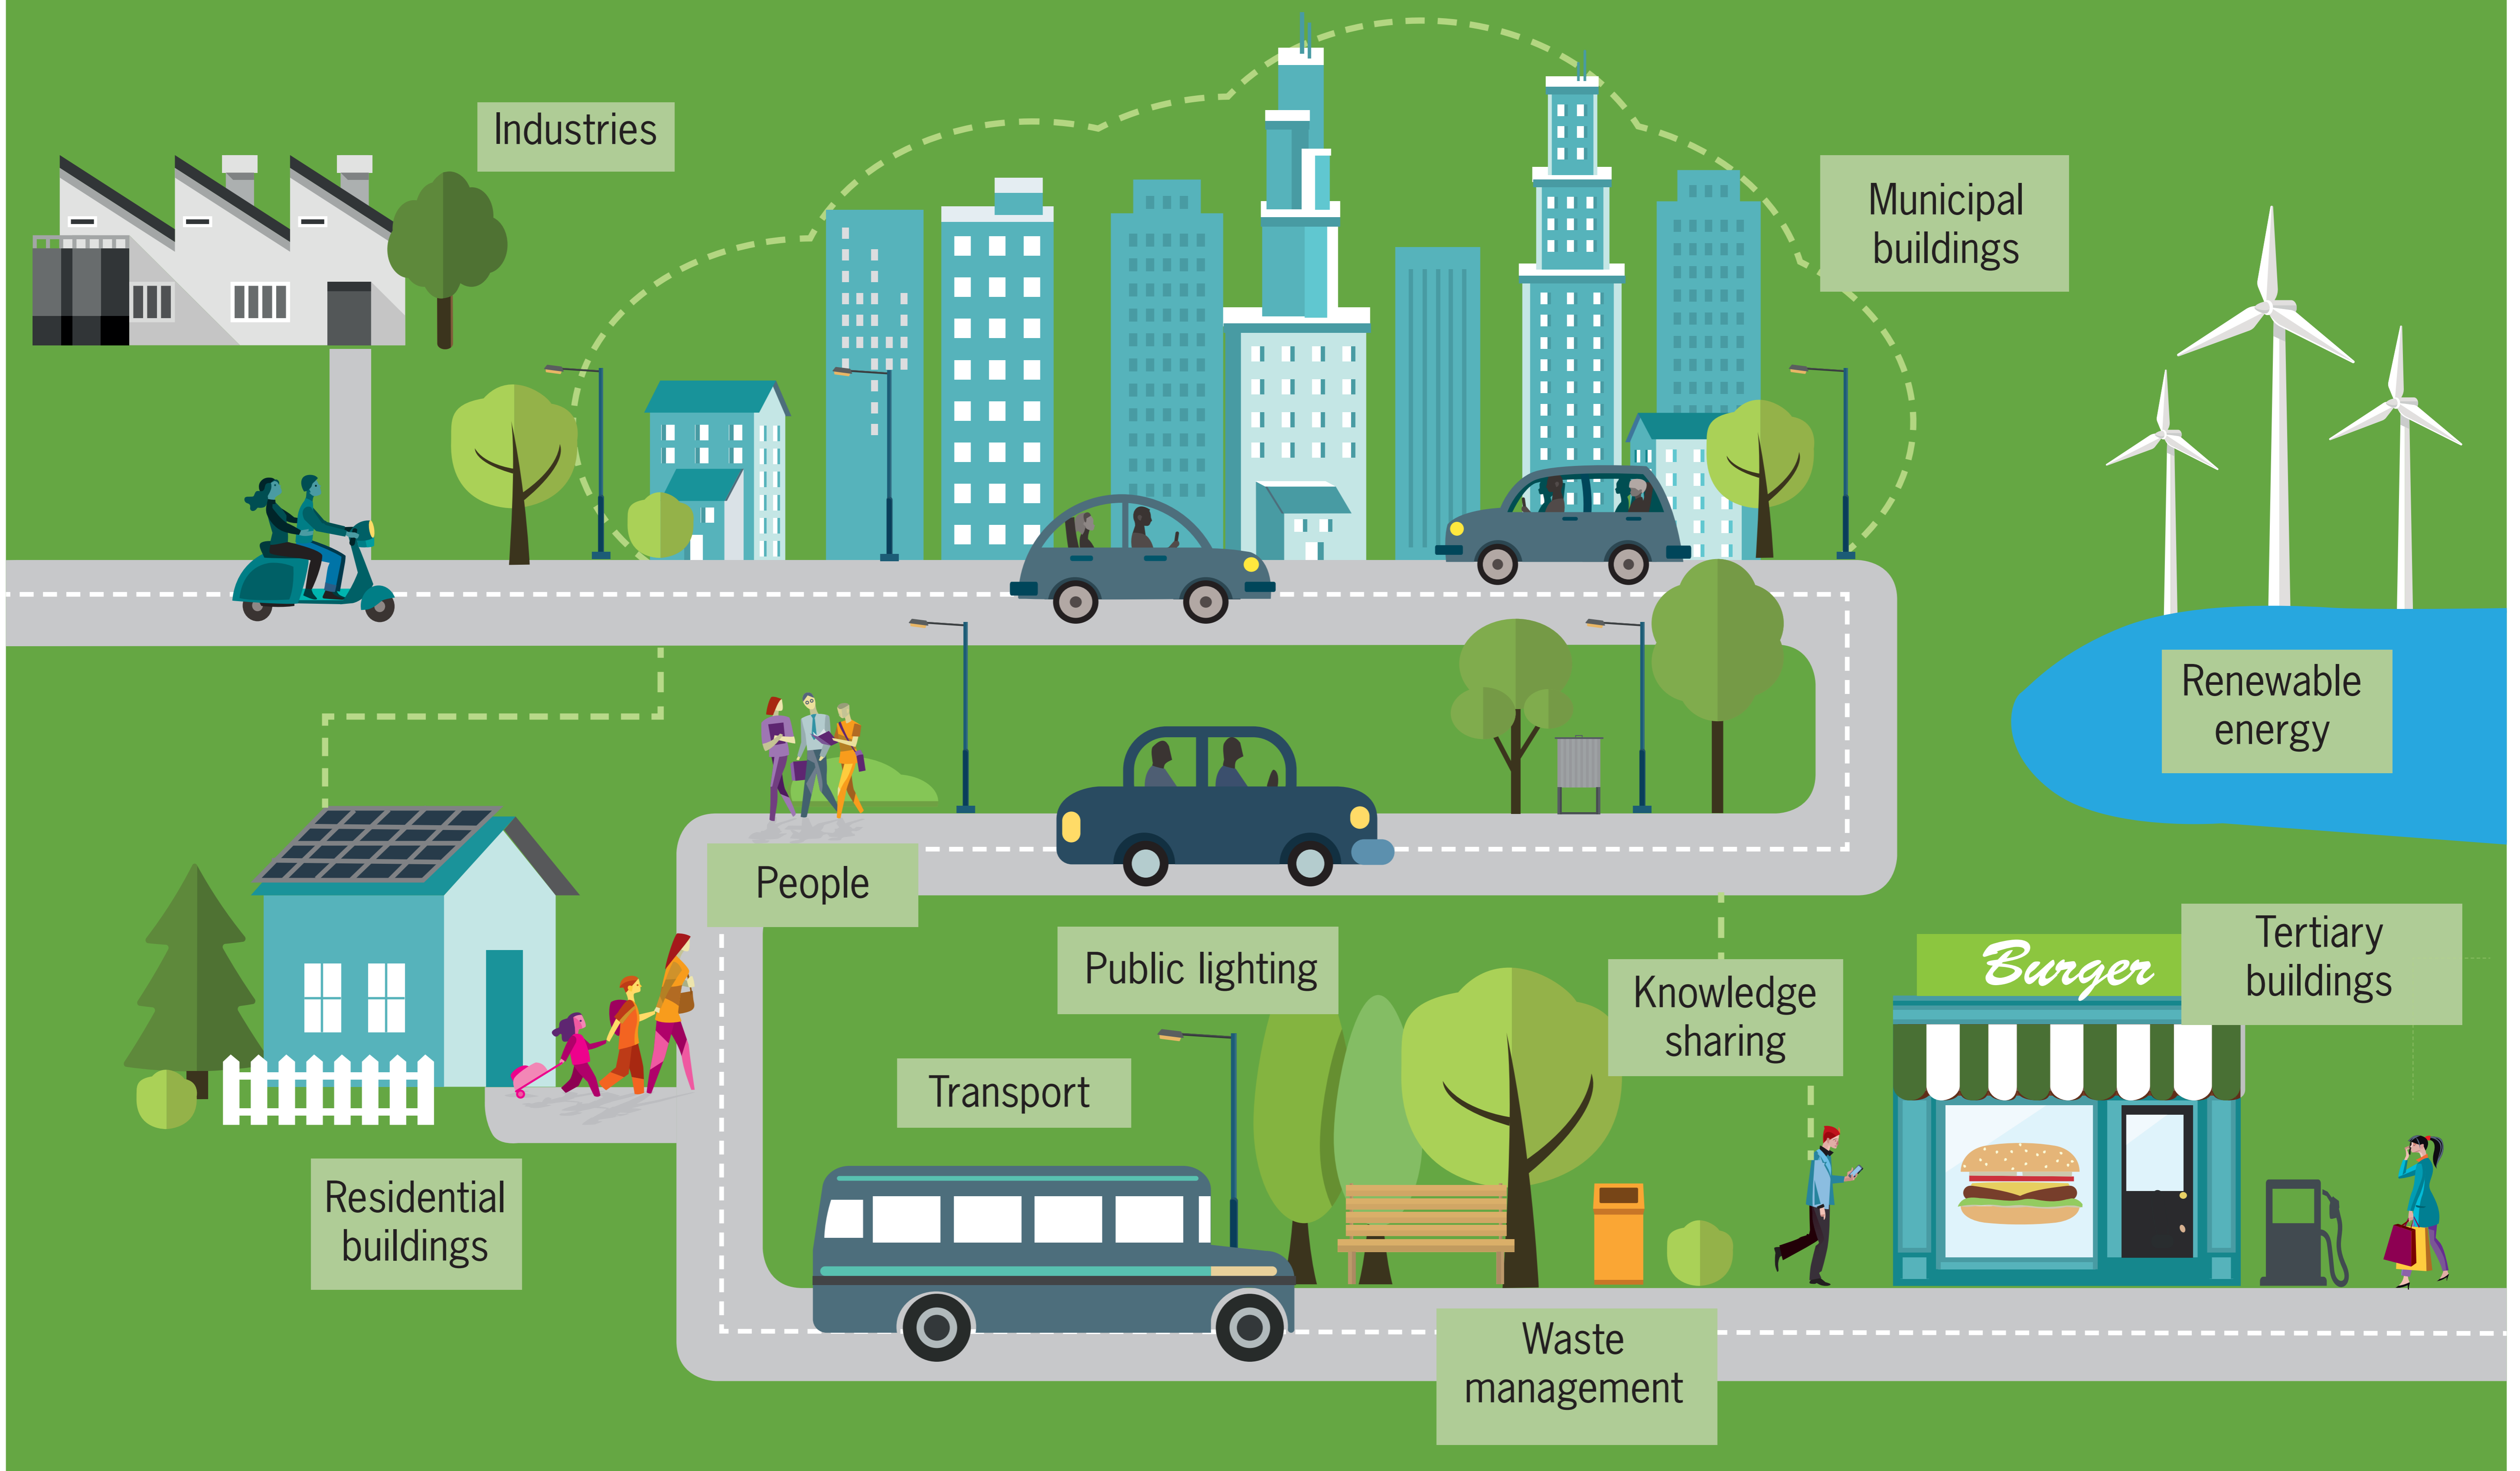 Industries
Municipal
buildings
Renewable
energy
People
Public lighting
Knowledge
sharing
Burger
Tertiary
buildings
Transport
Residential
buildings
Waste
management